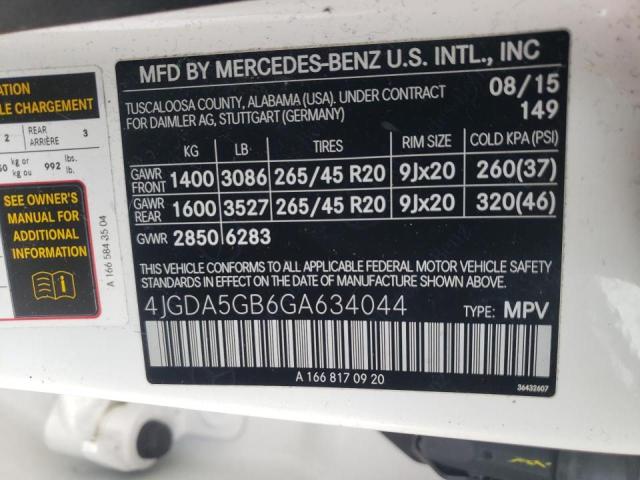 ATION
LE CHARGEMENT
2 REAR ARRIÈRE 3
50 kg or kg ou 992 lbs. lb.
SEE OWNER'S
MANUAL FOR
ADDITIONAL
INFORMATION
A 166 584 35 04
MFD BY MERCEDES-BENZ U.S. INTL., INC
TUSCALOOSA COUNTY, ALABAMA (USA). UNDER CONTRACT 08/15
FOR DAIMLER AG, STUTTGART (GERMANY) 149
KG LB TIRES RIM SIZE COLD KPA (PSI)
GAWR FRONT 1400 3086 265/45 R20 9Jx20 260(37)
GAWR REAR 1600 3527 265/45 R20 9Jx20 320(46)
GVWR 2850 6283
THIS VEHICLE CONFORMS TO ALL APPLICABLE FEDERAL MOTOR VEHICLE SAFETY
STANDARDS IN EFFECT ON THE DATE OF MANUFACTURE SHOWN ABOVE.
4JGDA5GB6GA634044 TYPE: MPV
A 166 817 09 20
36432607